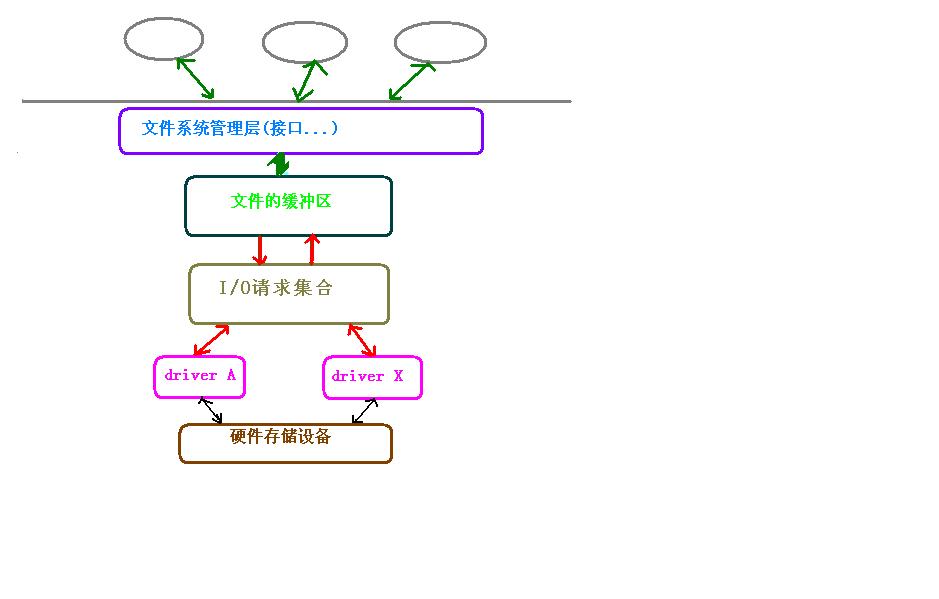 文件系统管理层(接口...)
文件的缓冲区
I/O请求集合
driver A
driver X
硬件存储设备